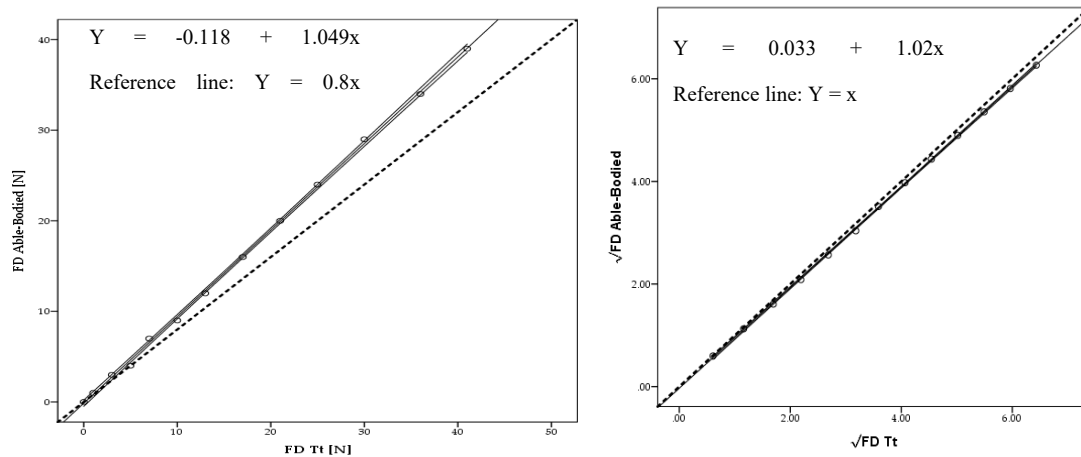 Y = -0.118 + 1.049x
Reference line: Y = 0.8x
40
30
20
10
0
FD Able-Bodied [N]
0 10 20 30 40 50
FD Tt [N]
Y = 0.033 + 1.02x
Reference line: Y = x
6.00
4.00
2.00
.00
√FD Able-Bodied
.00 2.00 4.00 6.00
√FD Tt